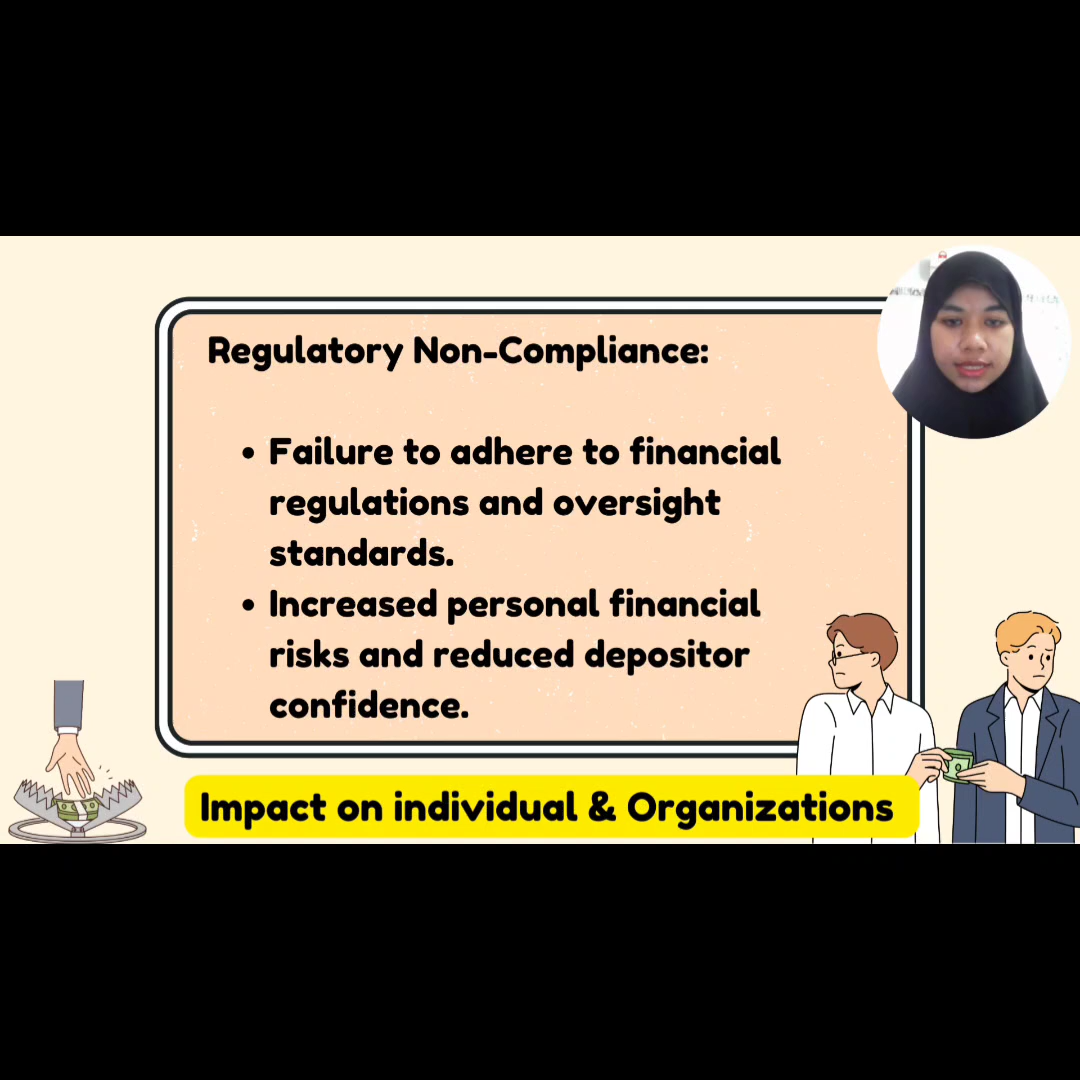 Regulatory Non-Compliance:
• Failure to adhere to financial
regulations and oversight
standards.
• Increased personal financial
risks and reduced depositor
confidence.
Impact on individual & Organizations